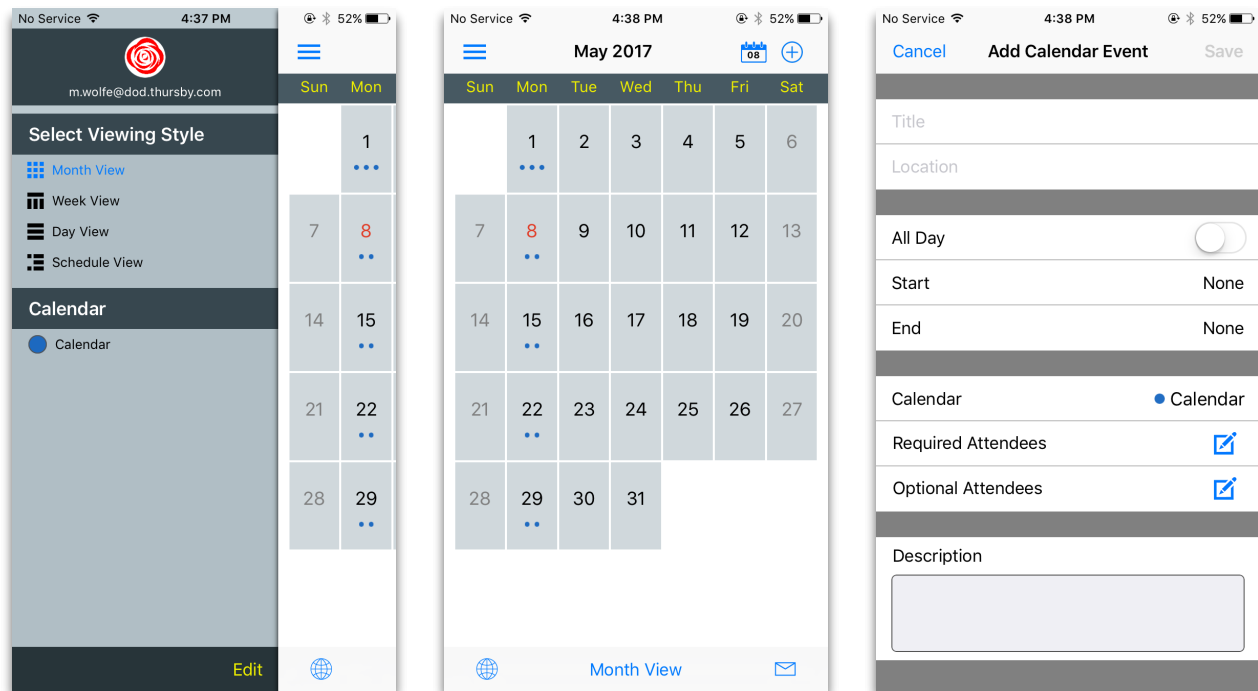 No Service 4:37 PM 52%
m.wolfe@dod.thursby.com
Select Viewing Style
Month View
Week View
Day View
Schedule View
Calendar
Calendar
Edit
Sun Mon
1
7 8
14 15
21 22
28 29
No Service 4:38 PM 52%
May 2017 08
Sun Mon Tue Wed Thu Fri Sat
1 2 3 4 5 6
7 8 9 10 11 12 13
14 15 16 17 18 19 20
21 22 23 24 25 26 27
28 29 30 31
Month View
No Service 4:38 PM 52%
Cancel Add Calendar Event Save
Title
Location
All Day
Start None
End None
Calendar Calendar
Required Attendees
Optional Attendees
Description